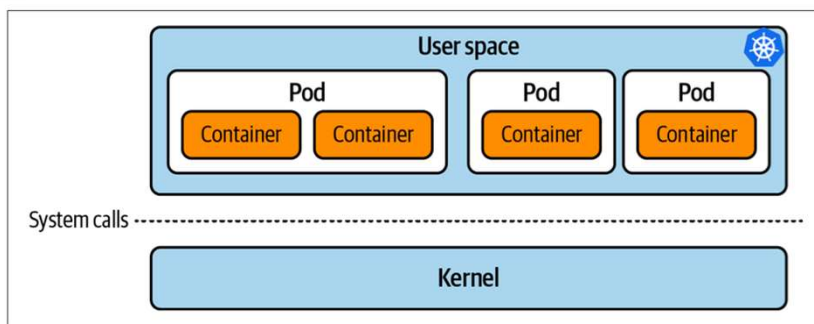 User space
Pod Pod Pod
Container Container Container Container
System calls
Kernel